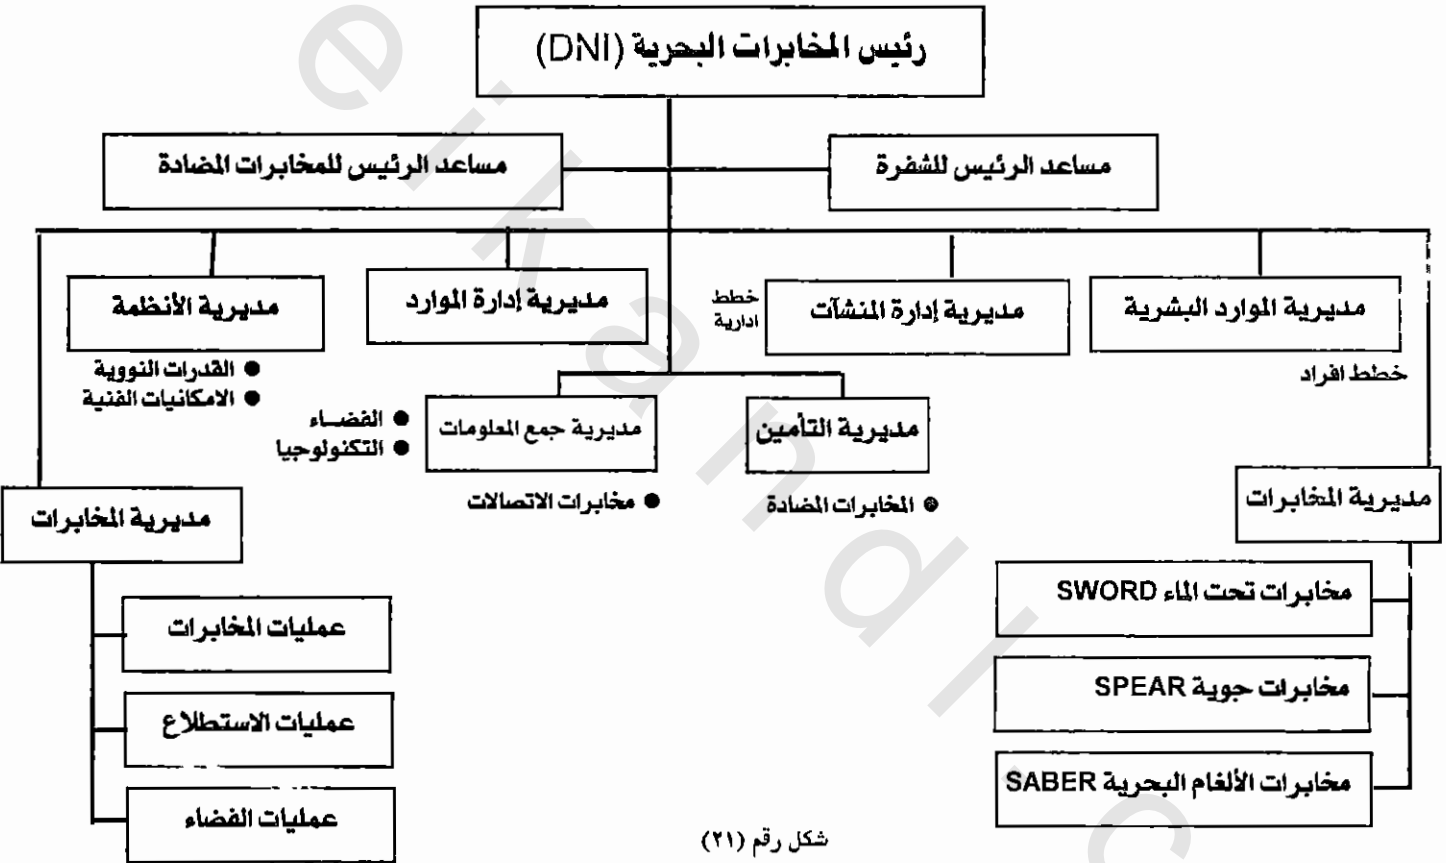 رئيس المخابرات البحرية (DNI)
مساعد الرئيس للشفرة
مساعد الرئيس للمخابرات المضادة
مديرية الموارد البشرية
خطط افراد
مديرية إدارة المنشآت
خطط
ادارية
مديرية إدارة الموارد
مديرية الأنظمة
● القدرات النووية
● الامكانيات الفنية
مديرية التأمين
● المخابرات المضادة
مديرية جمع المعلومات
● الفضــاء
● التكنولوجيا
● مخابرات الاتصالات
مديرية المخابرات
مخابرات تحت الماء SWORD
مخابرات جوية SPEAR
مخابرات الألغام البحرية SABER
مديرية المخابرات
عمليات المخابرات
عمليات الاستطلاع
عمليات الفضاء
شكل رقم (٢١)
eikandl.c